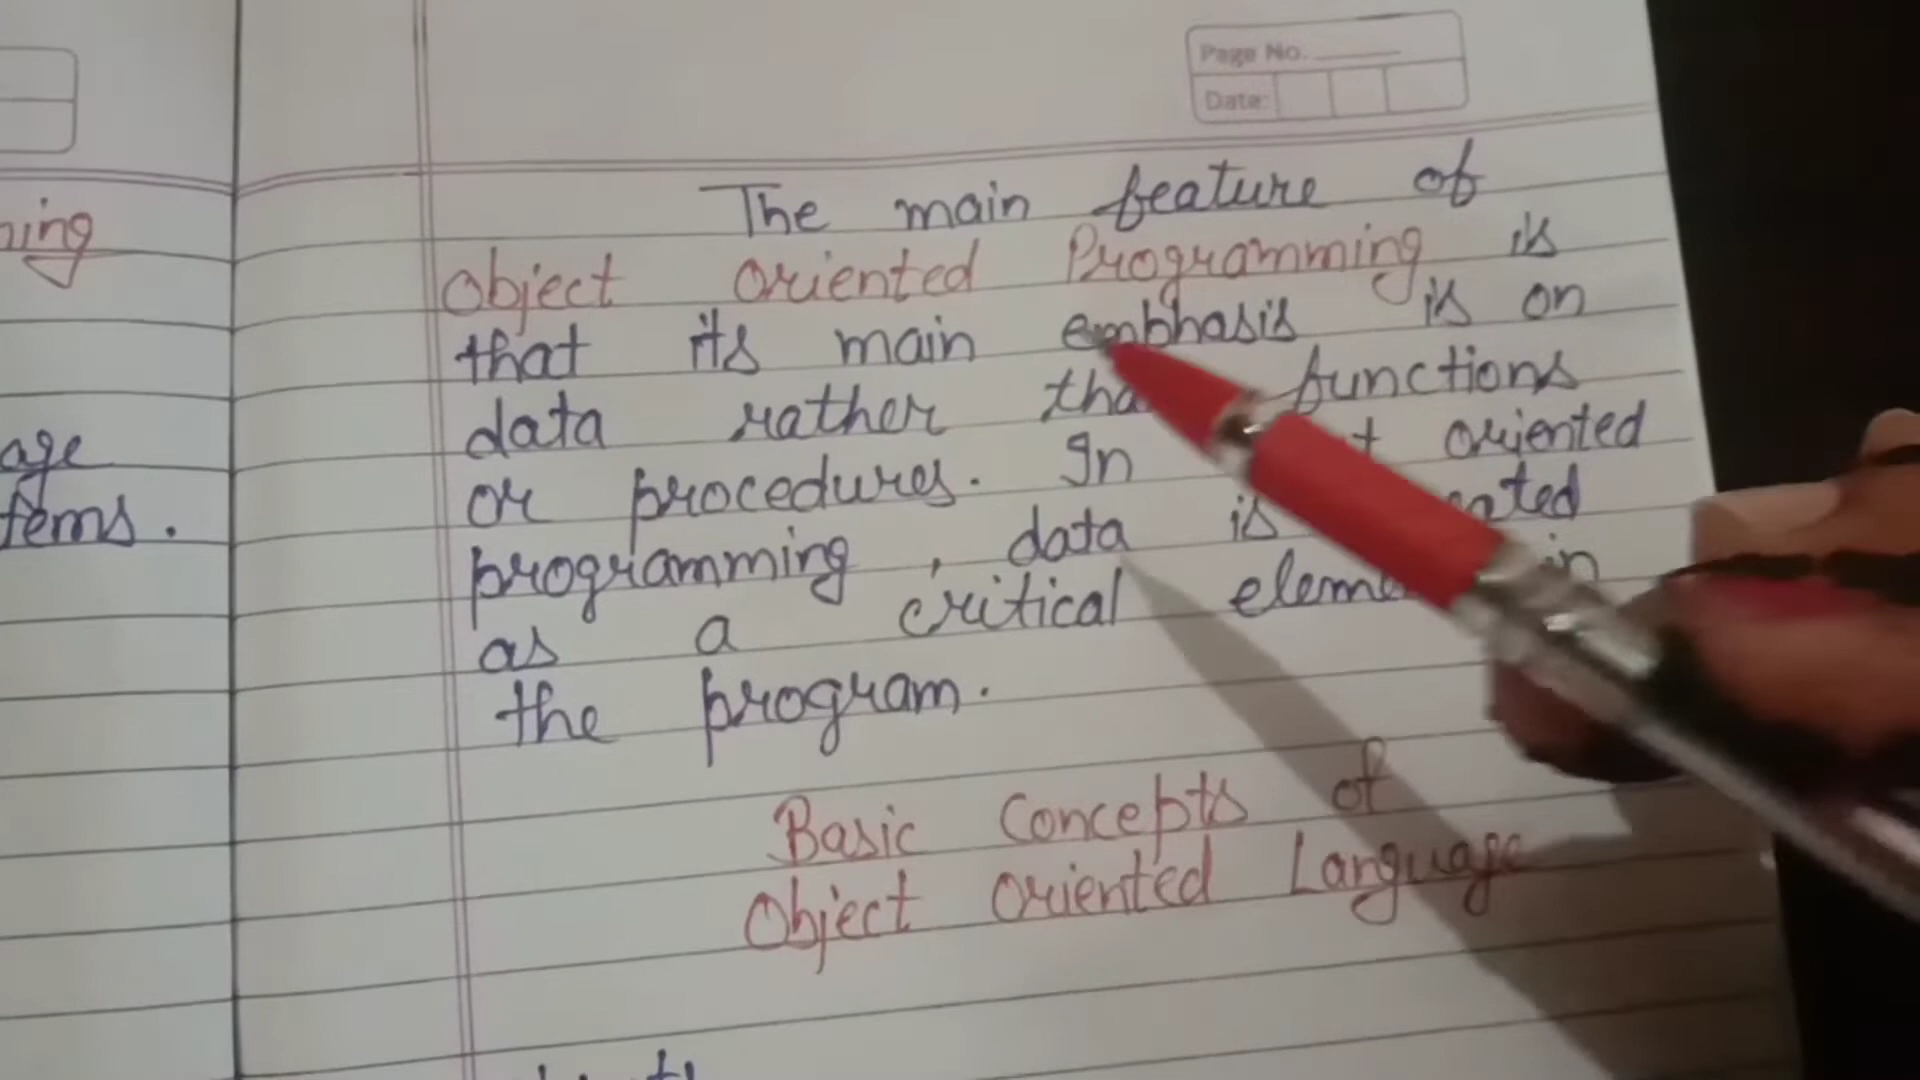 Page No.
Date:
ning
age
tems.
The main feature of
Object Oriented Programming is
that its main emphasis is on
data rather functions
or procedures. In oriented
programming, data is
as a critical in
the program.
Basic Concepts of
Object Oriented Language